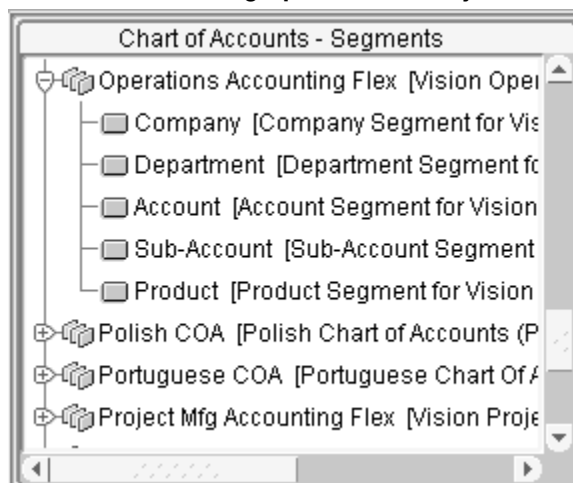 Chart of Accounts - Segments
Operations Accounting Flex [Vision Oper
Company [Company Segment for Vis
Department [Department Segment fo
Account [Account Segment for Vision
Sub-Account [Sub-Account Segment
Product [Product Segment for Vision
Polish COA [Polish Chart of Accounts (P
Portuguese COA [Portuguese Chart Of A
Project Mfg Accounting Flex [Vision Proje